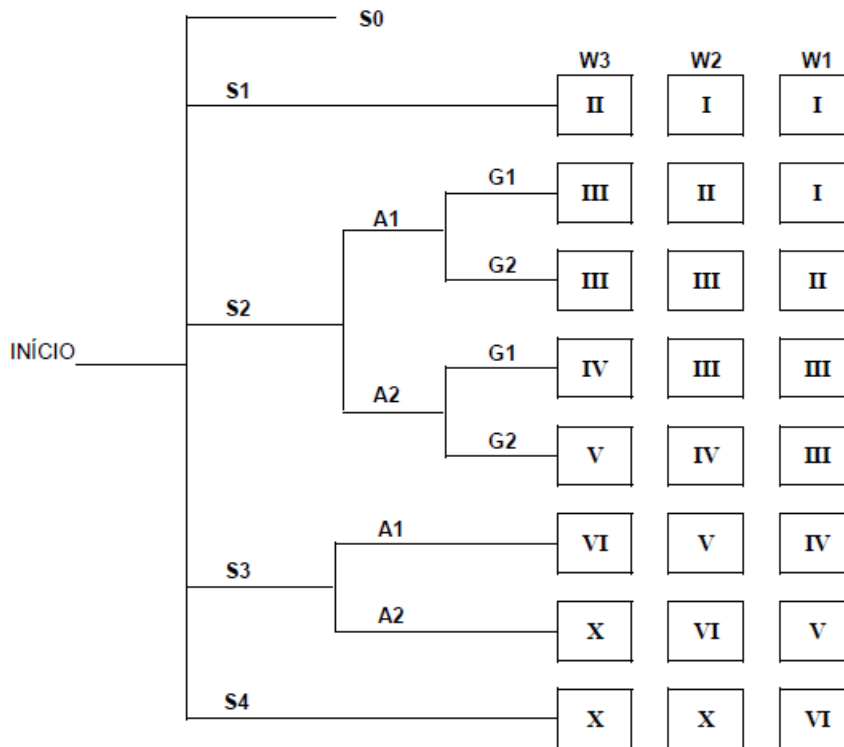 S0
W3 W2 W1
S1 II I I
G1 III II I
A1
G2 III III II
S2
INÍCIO
G1 IV III III
A2
G2 V IV III
A1 VI V IV
S3
A2 X VI V
S4 X X VI